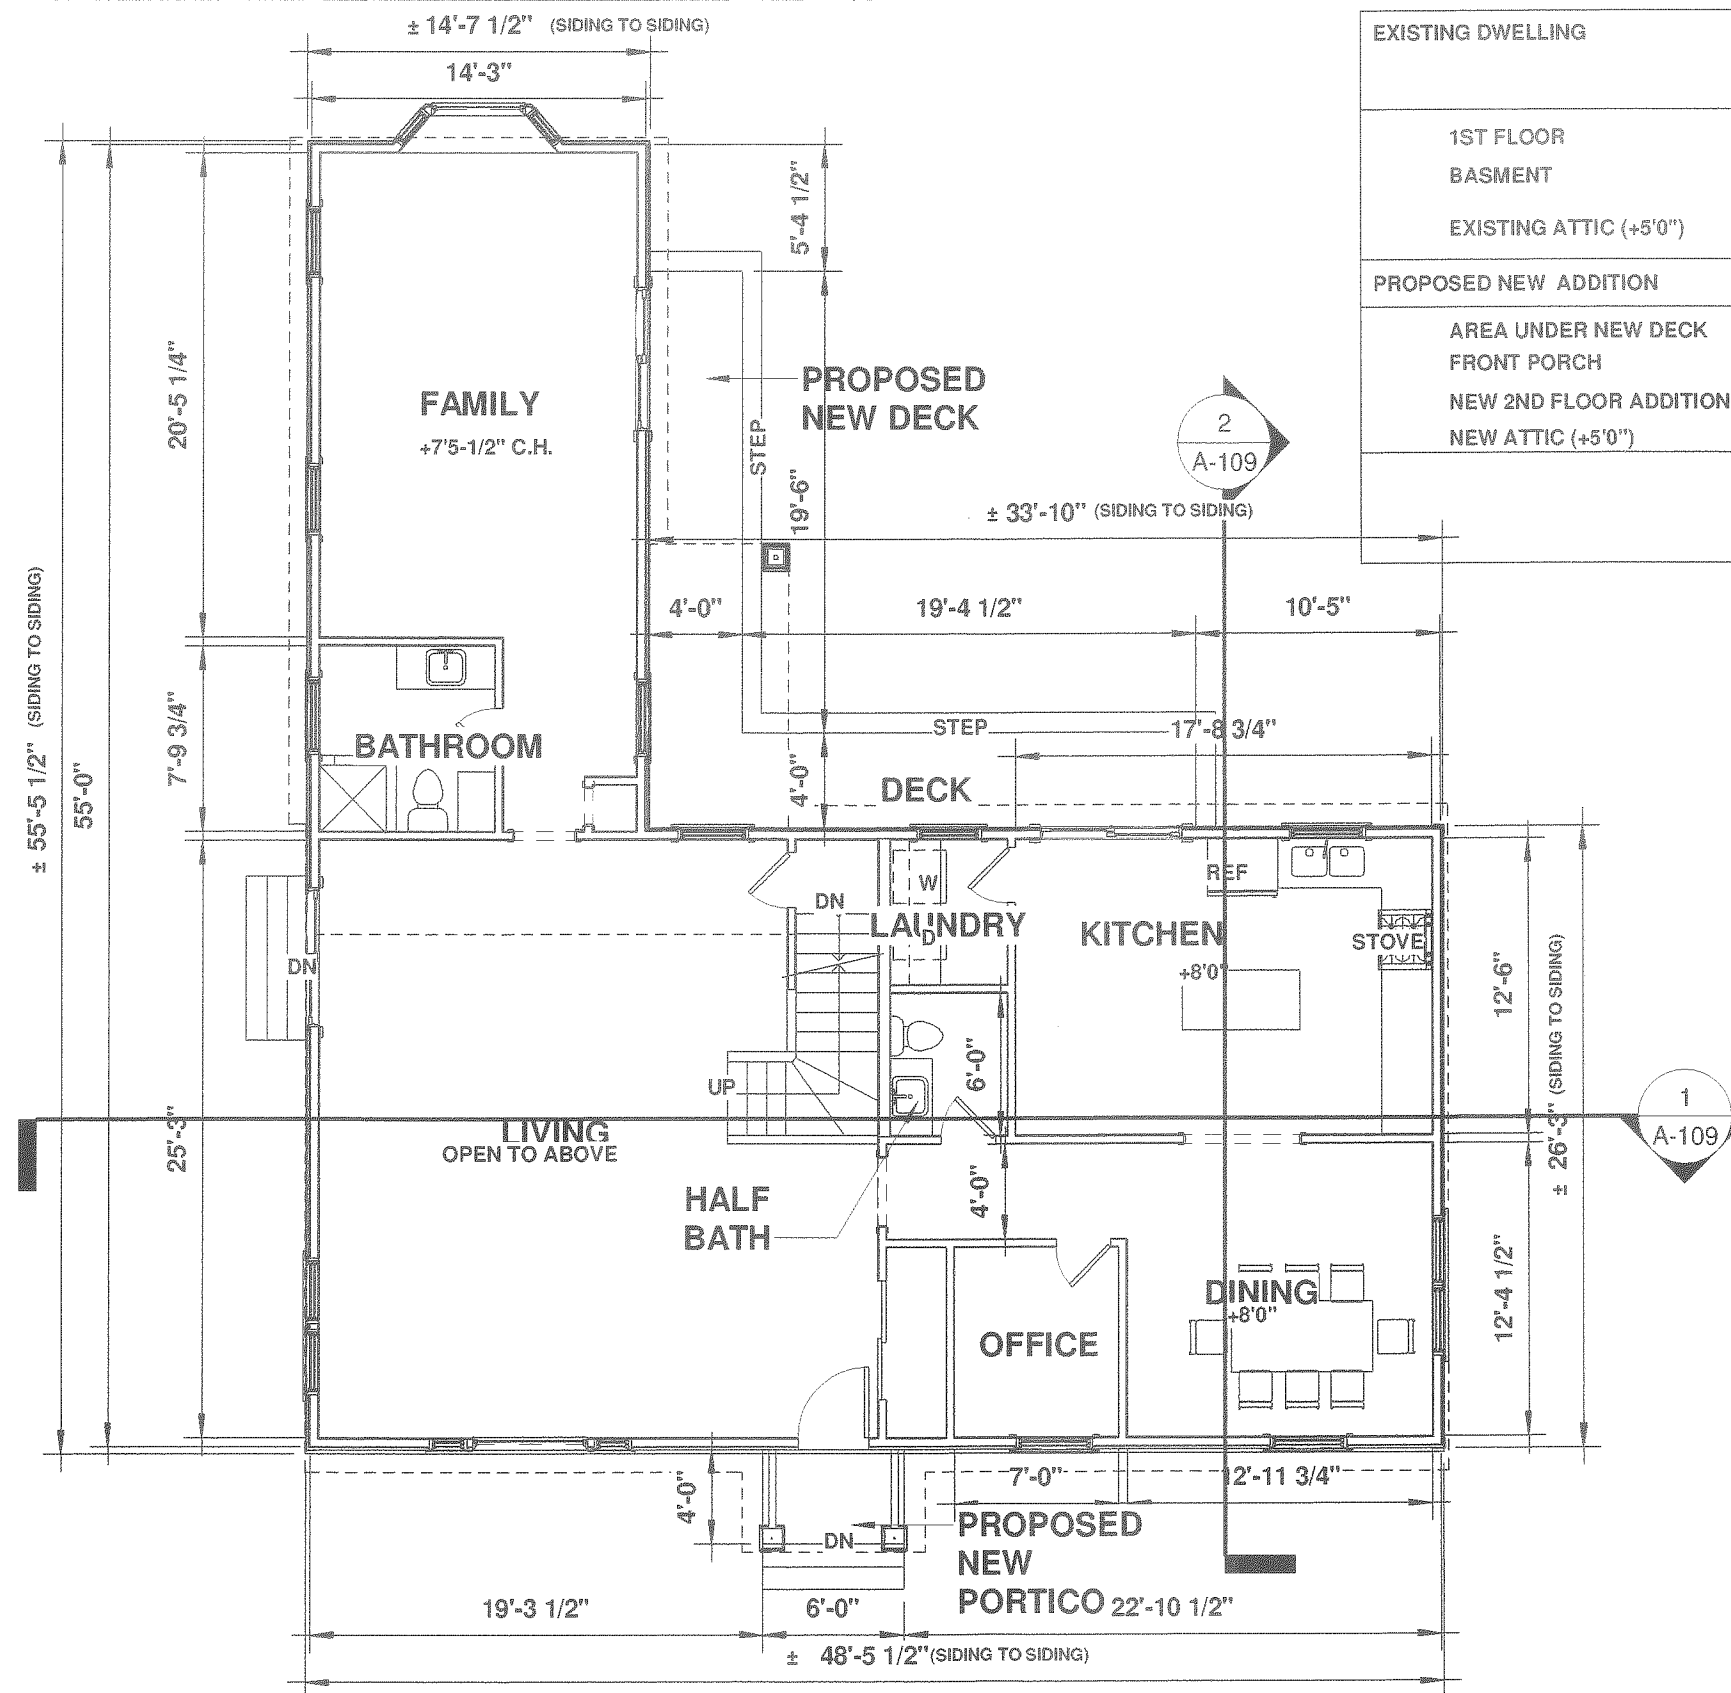 ± 14'-7 1/2" (SIDING TO SIDING)
14'-3"
EXISTING DWELLING
1ST FLOOR
BASMENT
EXISTING ATTIC (+5'0")
PROPOSED NEW ADDITION
AREA UNDER NEW DECK
FRONT PORCH
NEW 2ND FLOOR ADDITION
NEW ATTIC (+5'0")
5'-4 1/2"
20'-5 1/4"
FAMILY
+7'5-1/2" C.H.
PROPOSED
NEW DECK
STEP
19'-6"
2
A-109
± 33'-10" (SIDING TO SIDING)
4'-0"
19'-4 1/2"
10'-5"
± 55'-5 1/2" (SIDING TO SIDING)
55'-0"
7'-9 3/4"
BATHROOM
STEP
17'-8 3/4"
4'-0"
DECK
DN
W
D
LAUNDRY
REF
KITCHEN
+8'0"
STOVE
DN
12'-6"
± 26'-3" (SIDING TO SIDING)
6'-0"
UP
1
A-109
25'-3"
LIVING
OPEN TO ABOVE
HALF
BATH
4'-0"
12'-4 1/2"
DINING
+8'0"
OFFICE
7'-0"
12'-11 3/4"
4'-0"
DN
PROPOSED
NEW
PORTICO
19'-3 1/2"
6'-0"
22'-10 1/2"
± 48'-5 1/2" (SIDING TO SIDING)